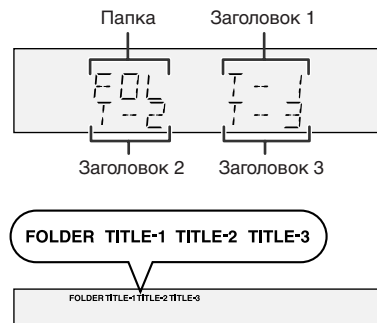 Папка Заголовок 1
FOL T-1
T-2 T-3
Заголовок 2 Заголовок 3
FOLDER TITLE-1 TITLE-2 TITLE-3
FOLDER TITLE-1 TITLE-2 TITLE-3